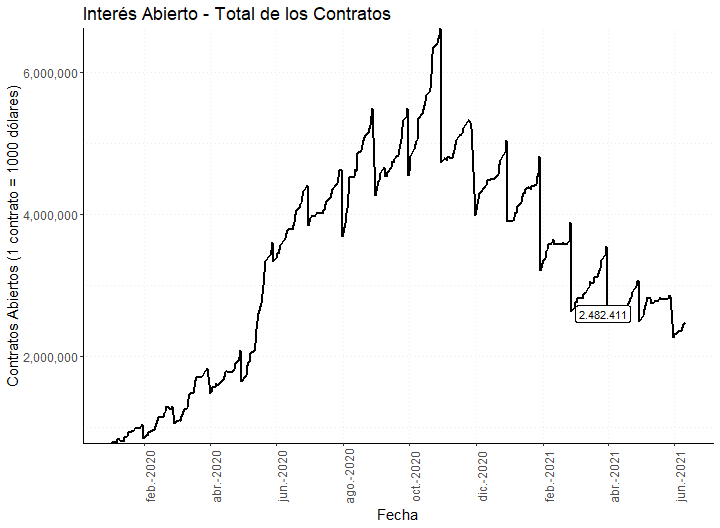 Interés Abierto - Total de los Contratos
Contratos Abiertos (1 contrato = 1000 dólares)
6,000,000
4,000,000
2,000,000
2.482.411
feb.-2020
abr.-2020
jun.-2020
ago.-2020
oct.-2020
dic.-2020
feb.-2021
abr.-2021
jun.-2021
Fecha